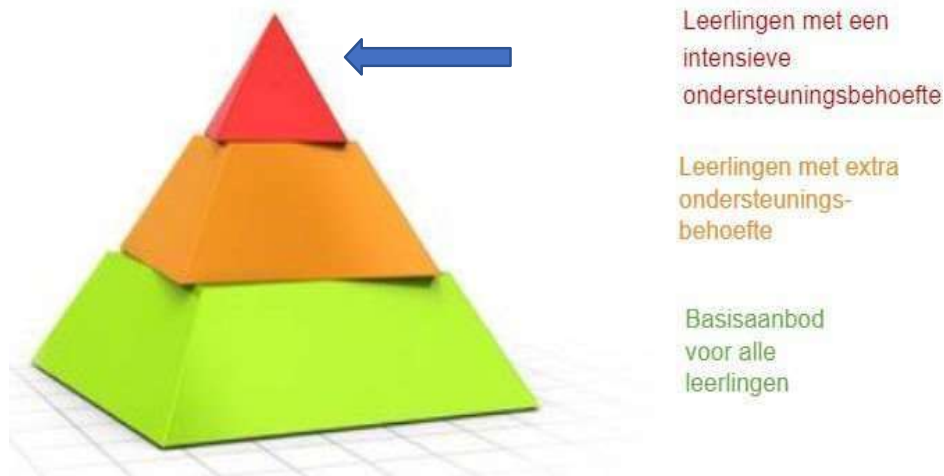 Leerlingen met een
intensieve
ondersteuningsbehoefte
Leerlingen met extra
ondersteunings-
behoefte
Basisaanbod
voor alle
leerlingen